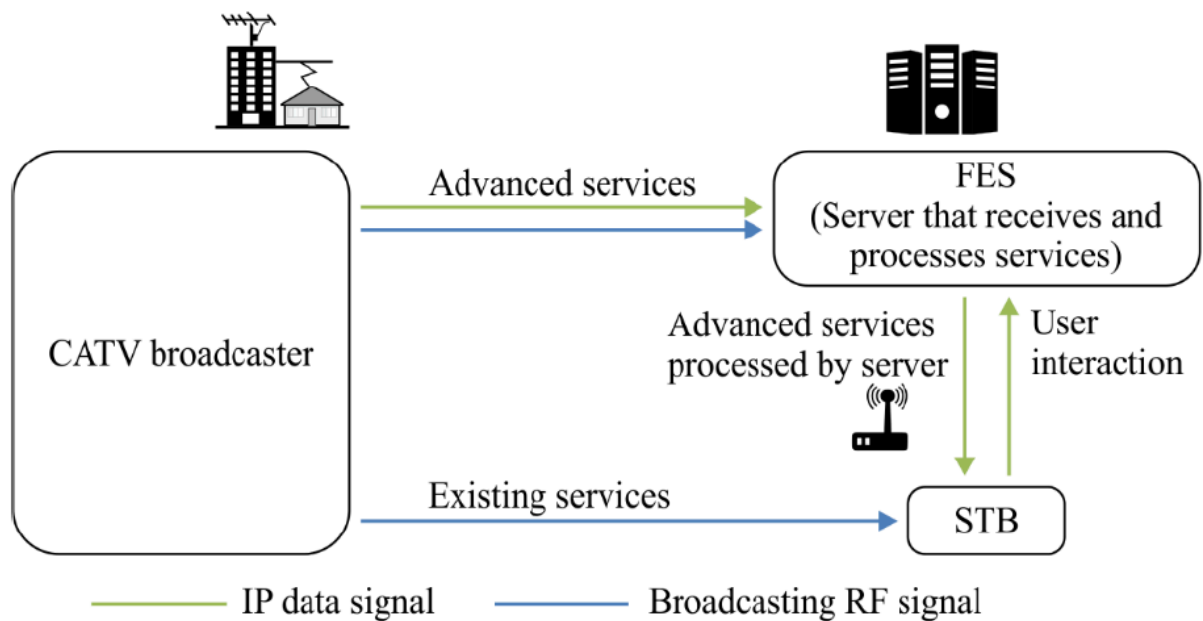 Advanced services
FES
(Server that receives and
processes services)
CATV broadcaster
Advanced services
processed by server
User
interaction
Existing services
STB
IP data signal
Broadcasting RF signal